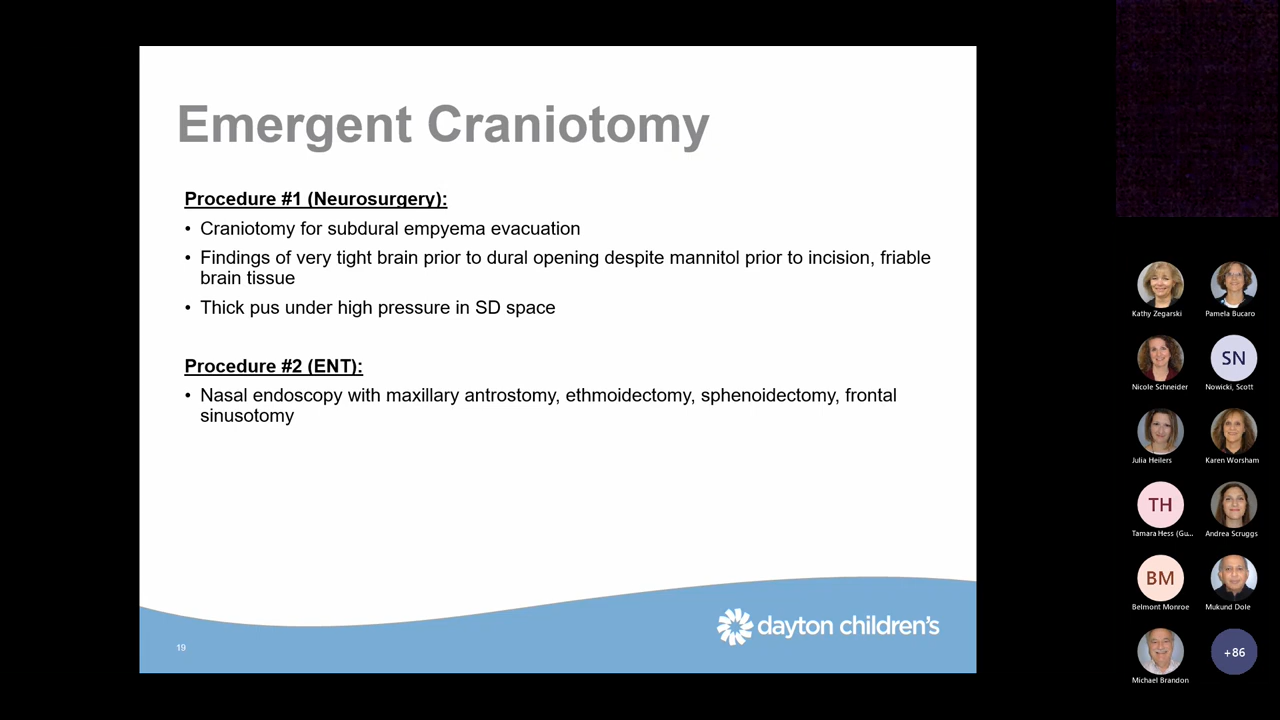 Emergent Craniotomy
Procedure #1 (Neurosurgery):
• Craniotomy for subdural empyema evacuation
• Findings of very tight brain prior to dural opening despite mannitol prior to incision, friable
brain tissue
• Thick pus under high pressure in SD space
Procedure #2 (ENT):
• Nasal endoscopy with maxillary antrostomy, ethmoidectomy, sphenoidectomy, frontal
sinusotomy
19
dayton children's
Kathy Zegarski
Pamela Bucaro
SN
Nicole Schneider
Nowicki, Scott
Julia Heilers
Karen Worsham
TH
Tamara Hess (Gu...
Andrea Scruggs
BM
Belmont Monroe
Mukund Dole
+86
Michael Brandon